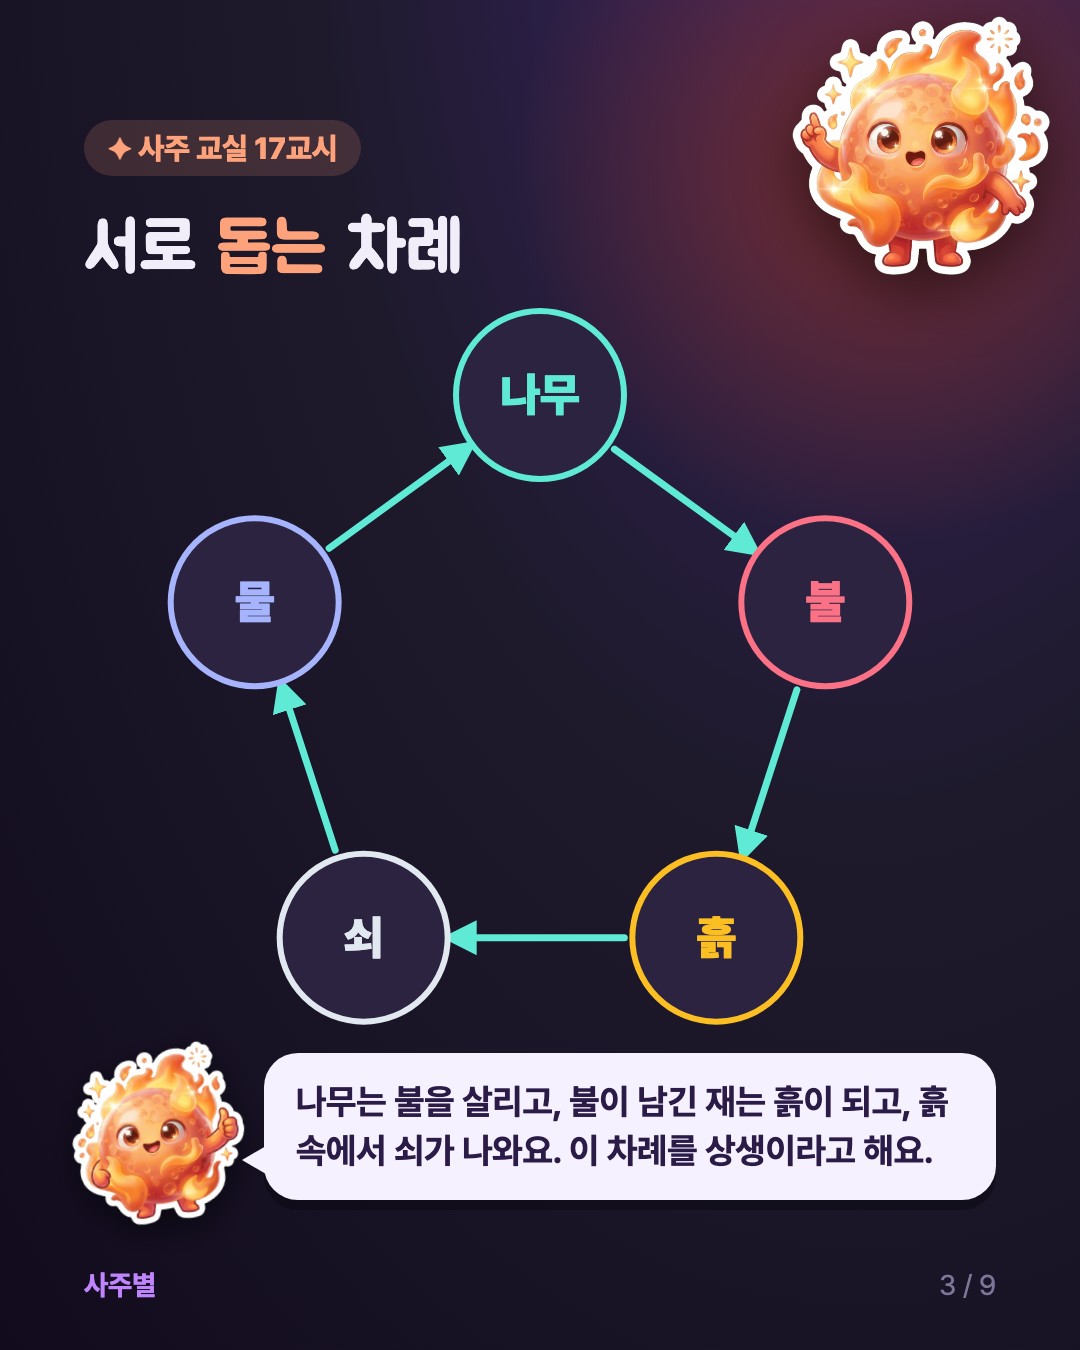 ✦ 사주 교실 17교시
서로 돕는 차례
나무
물
불
쇠
흙
나무는 불을 살리고, 불이 남긴 재는 흙이 되고, 흙
속에서 쇠가 나와요. 이 차례를 상생이라고 해요.
사주별
3 / 9